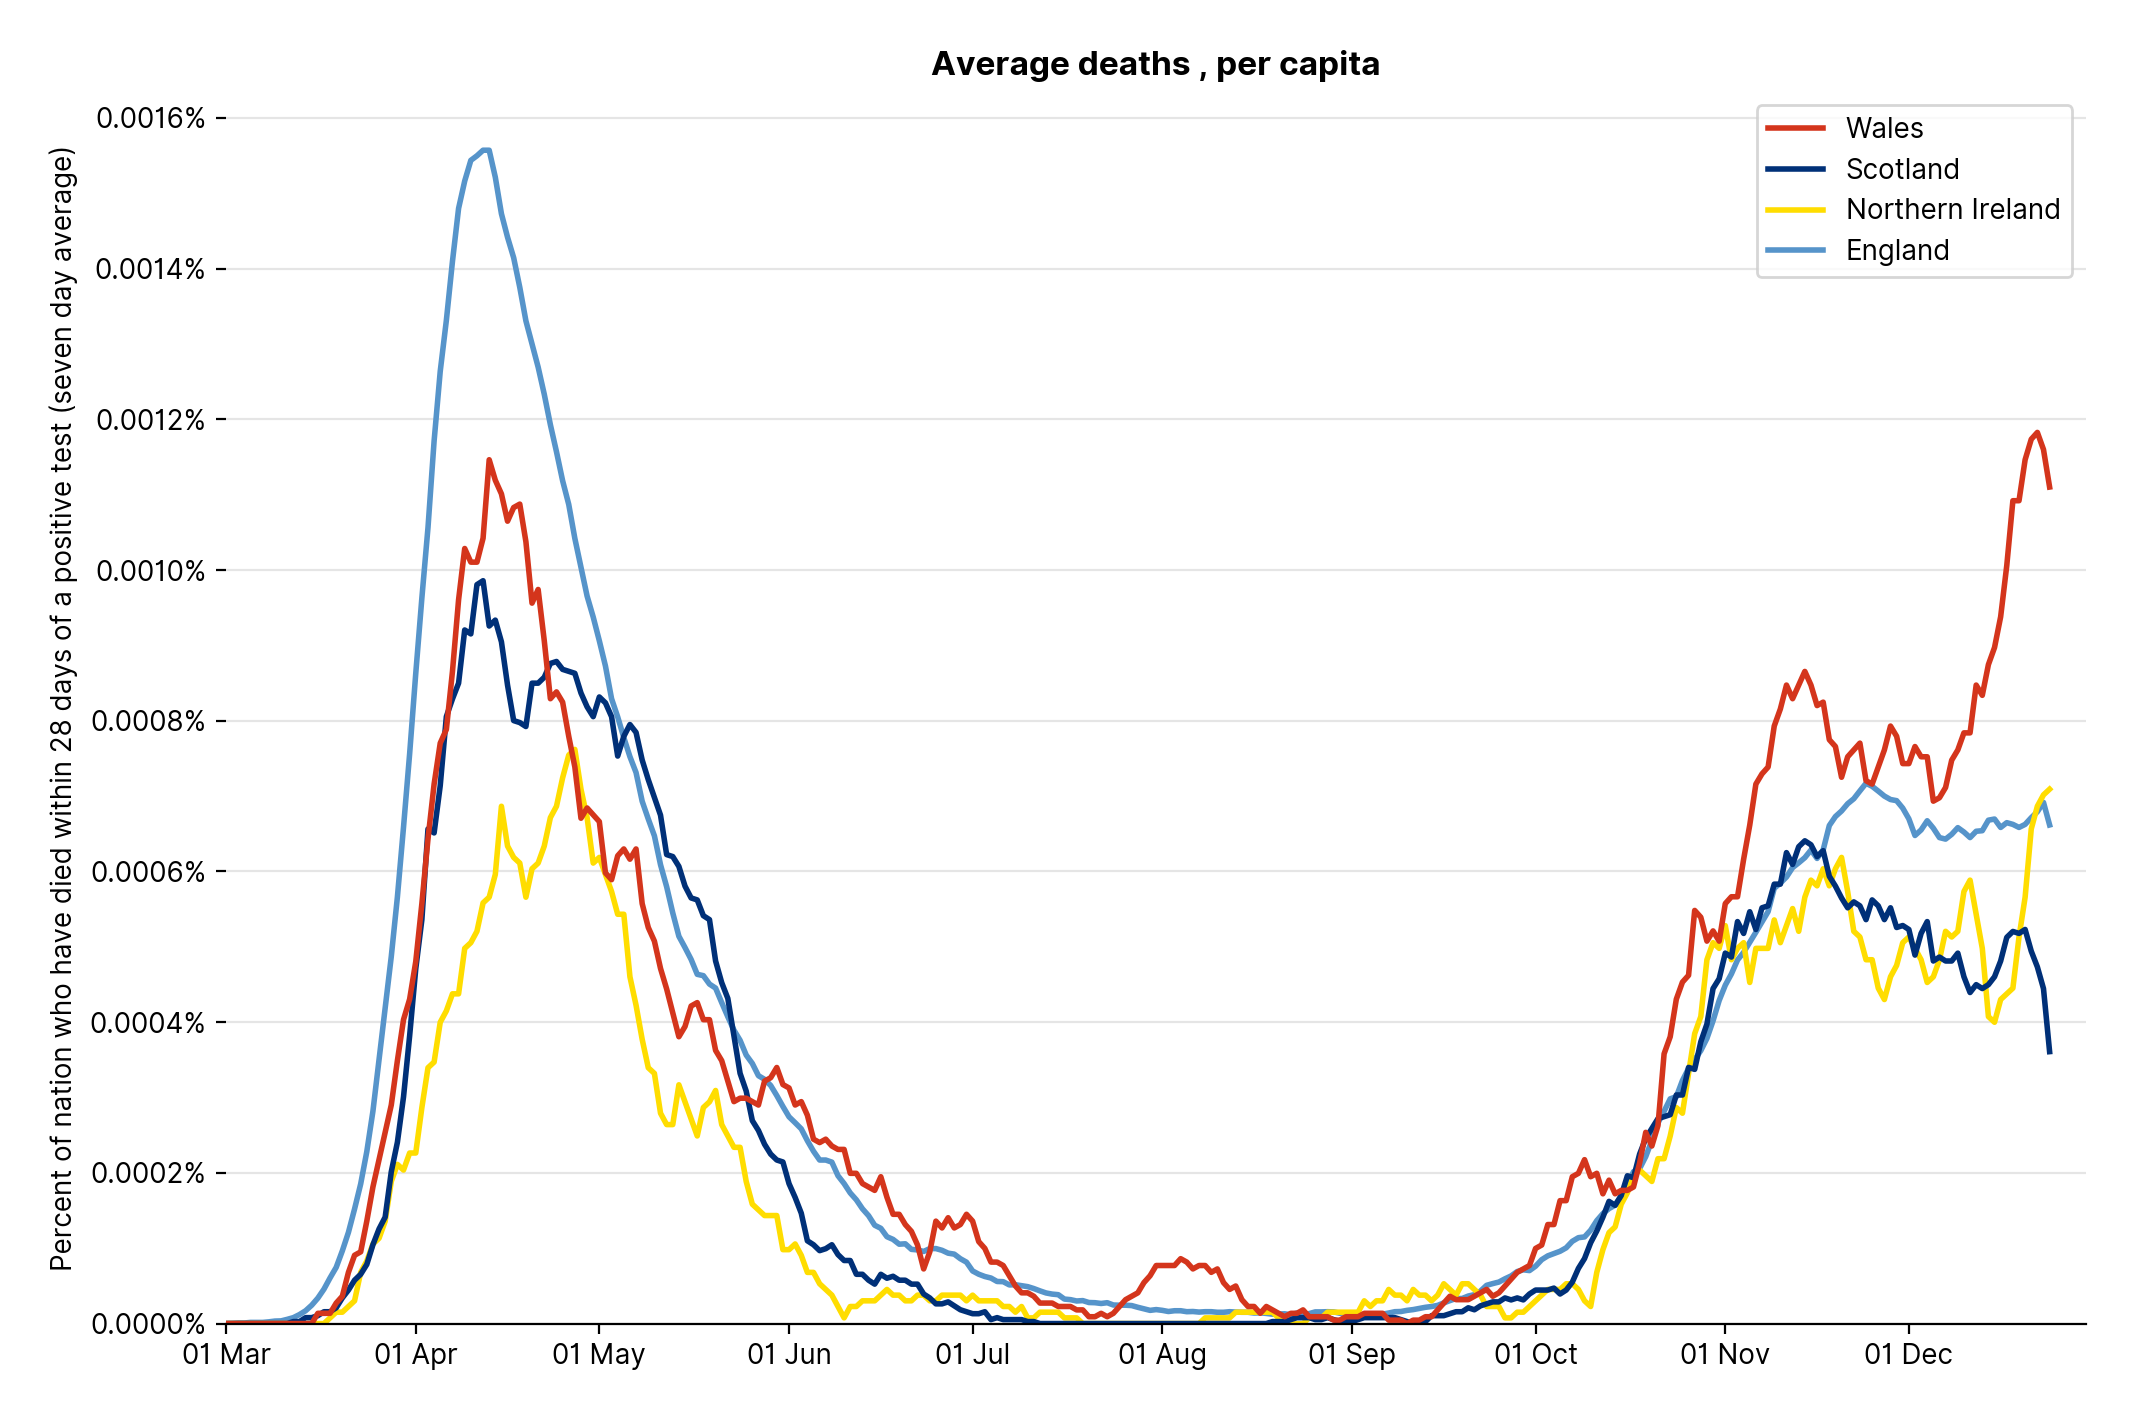 Average deaths , per capita
Percent of nation who have died within 28 days of a positive test (seven day average)
0.0016%
0.0014%
0.0012%
0.0010%
0.0008%
0.0006%
0.0004%
0.0002%
0.0000%
01 Mar
01 Apr
01 May
01 Jun
01 Jul
01 Aug
01 Sep
01 Oct
01 Nov
01 Dec
Wales
Scotland
Northern Ireland
England